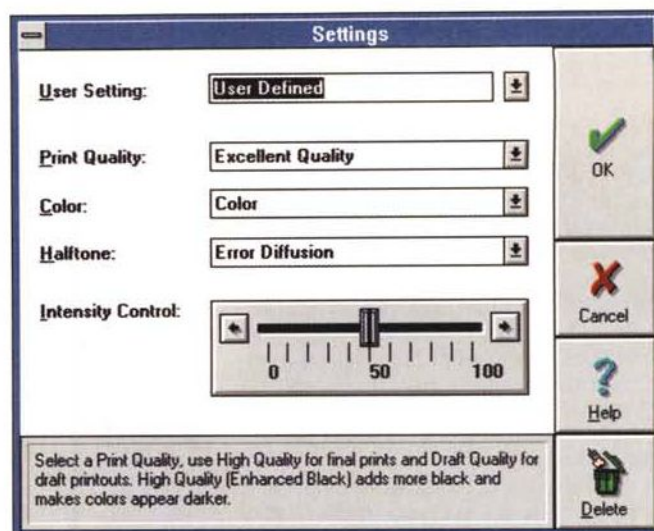 Settings
User Setting:
User Defined
Print Quality:
Excellent Quality
Color:
Color
Halftone:
Error Diffusion
Intensity Control:
0 50 100
OK
Cancel
Help
Delete
Select a Print Quality, use High Quality for final prints and Draft Quality for
draft printouts. High Quality (Enhanced Black) adds more black and
makes colors appear darker.